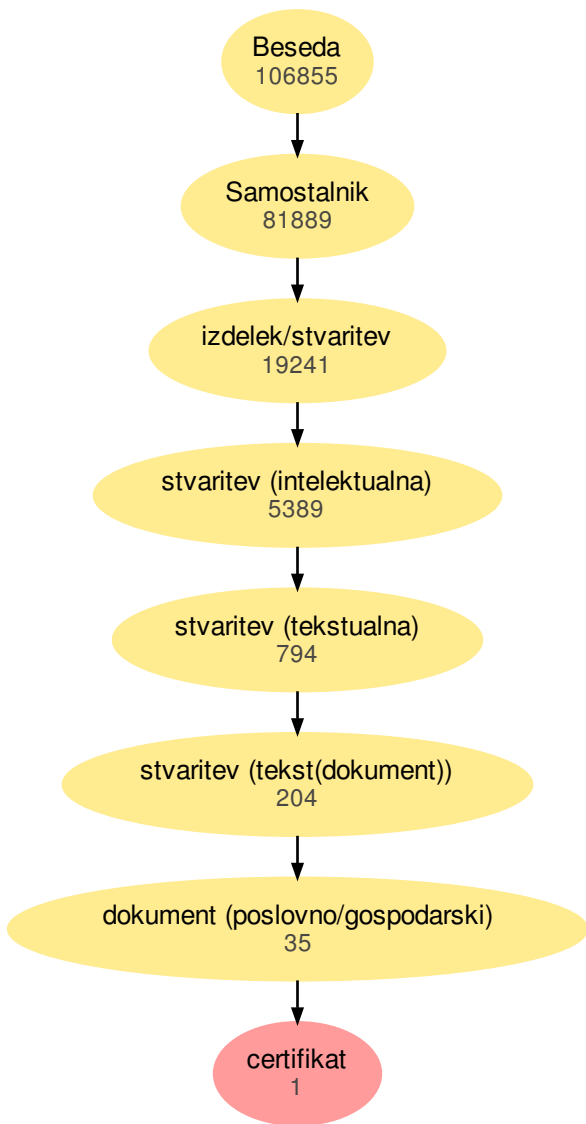 Beseda
106855
Samostalnik
81889
izdelek/stvaritev
19241
stvaritev (intelektualna)
5389
stvaritev (tekstualna)
794
stvaritev (tekst(dokument))
204
dokument (poslovno/gospodarski)
35
certifikat
1